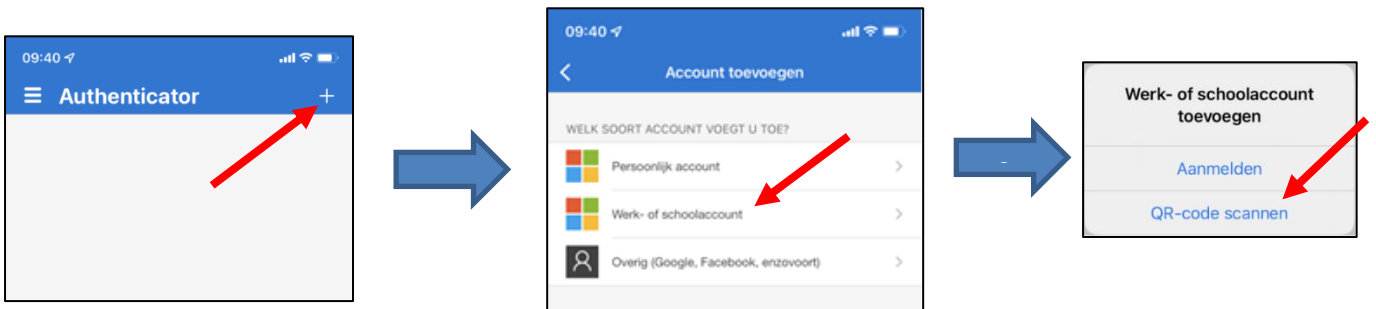 09:40
Authenticator
09:40
Account toevoegen
WELK SOORT ACCOUNT VOEGT U TOE?
Persoonlijk account
Werk- of schoolaccount
Overig (Google, Facebook, enzovoort)
Werk- of schoolaccount
toevoegen
Aanmelden
QR-code scannen